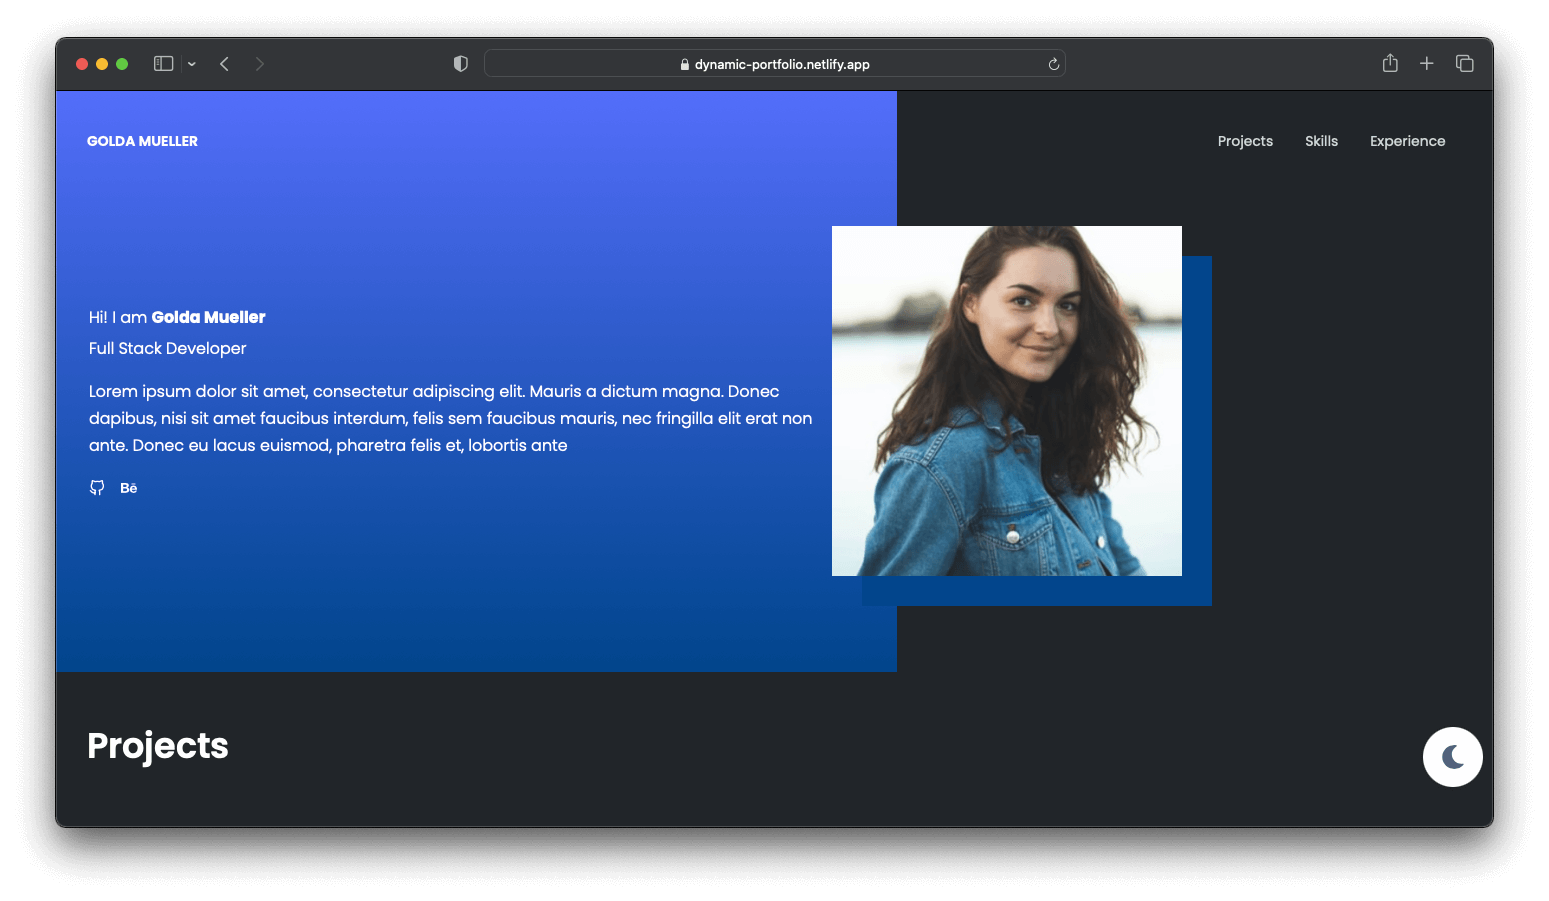 dynamic-portfolio.netlify.app
GOLDA MUELLER
Projects Skills Experience
Hi! I am Golda Mueller
Full Stack Developer
Lorem ipsum dolor sit amet, consectetur adipiscing elit. Mauris a dictum magna. Donec
dapibus, nisi sit amet faucibus interdum, felis sem faucibus mauris, nec fringilla elit erat non
ante. Donec eu lacus euismod, pharetra felis et, lobortis ante
Bē
Projects